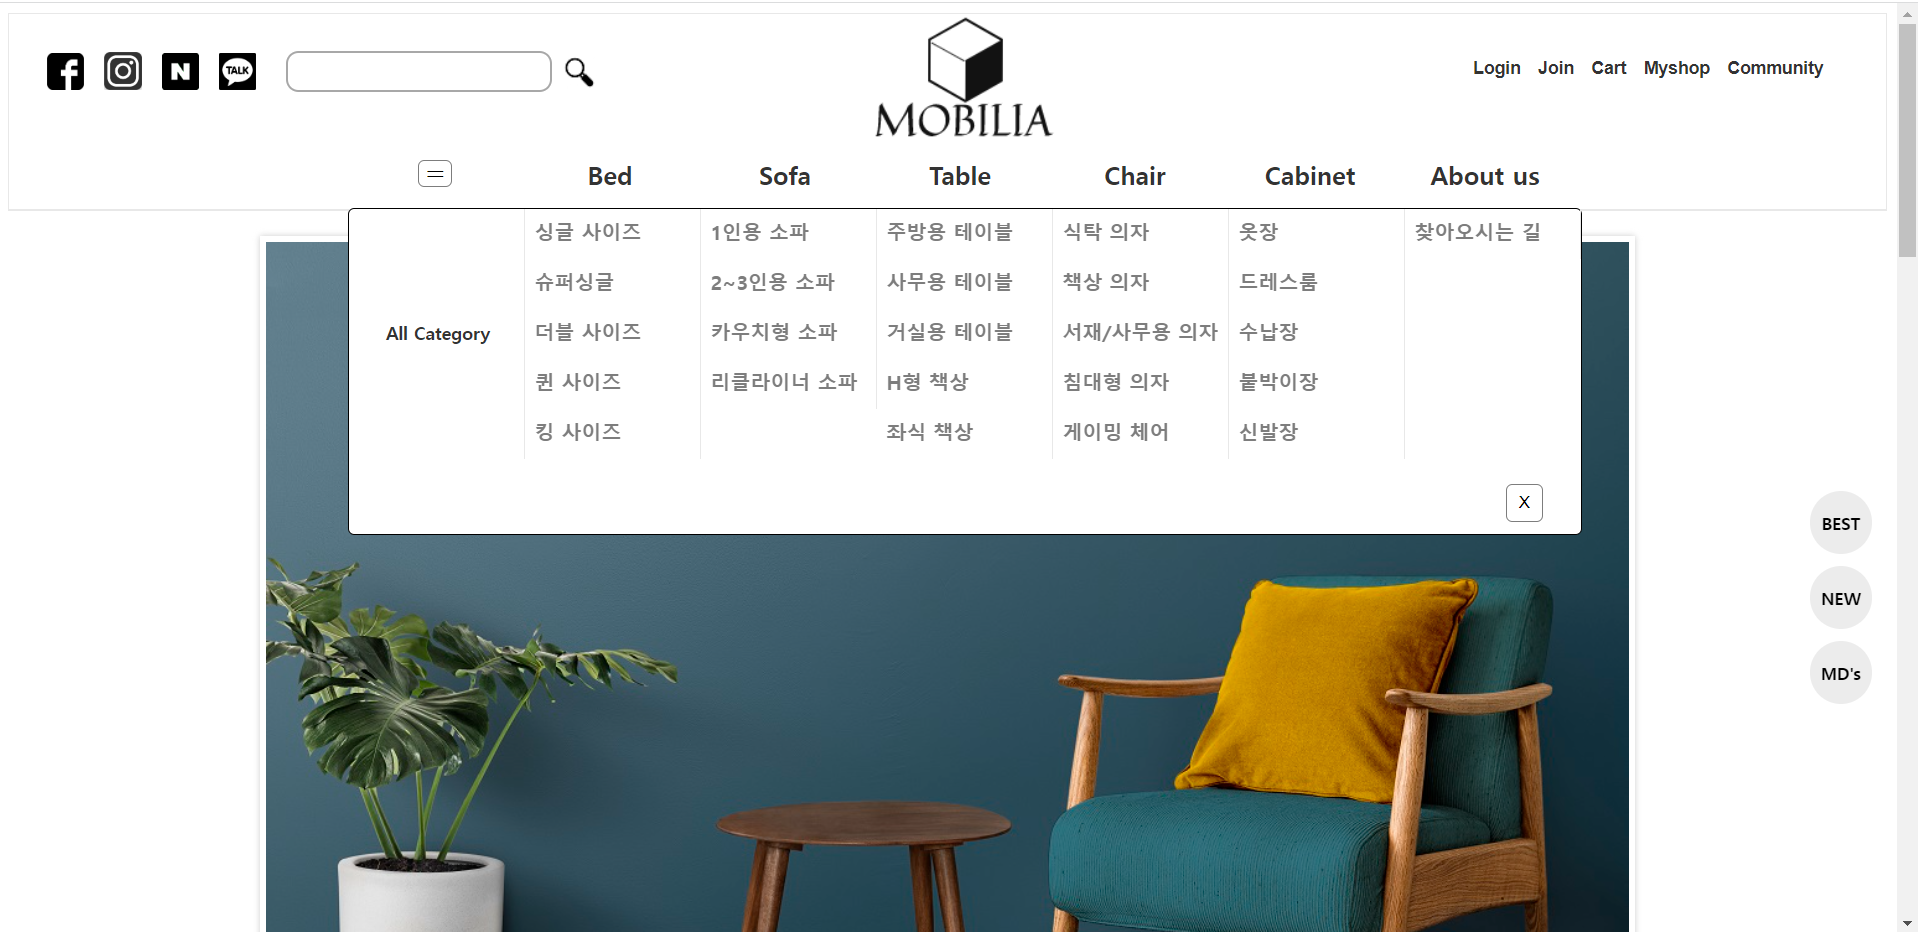 N
TALK
MOBILIA
Login Join Cart Myshop Community
Bed Sofa Table Chair Cabinet About us
All Category
싱글 사이즈
슈퍼싱글
더블 사이즈
퀸 사이즈
킹 사이즈
1인용 소파
2~3인용 소파
카우치형 소파
리클라이너 소파
주방용 테이블
사무용 테이블
거실용 테이블
H형 책상
좌식 책상
식탁 의자
책상 의자
서재/사무용 의자
침대형 의자
게이밍 체어
옷장
드레스룸
수납장
붙박이장
신발장
찾아오시는 길
X
BEST
NEW
MD's